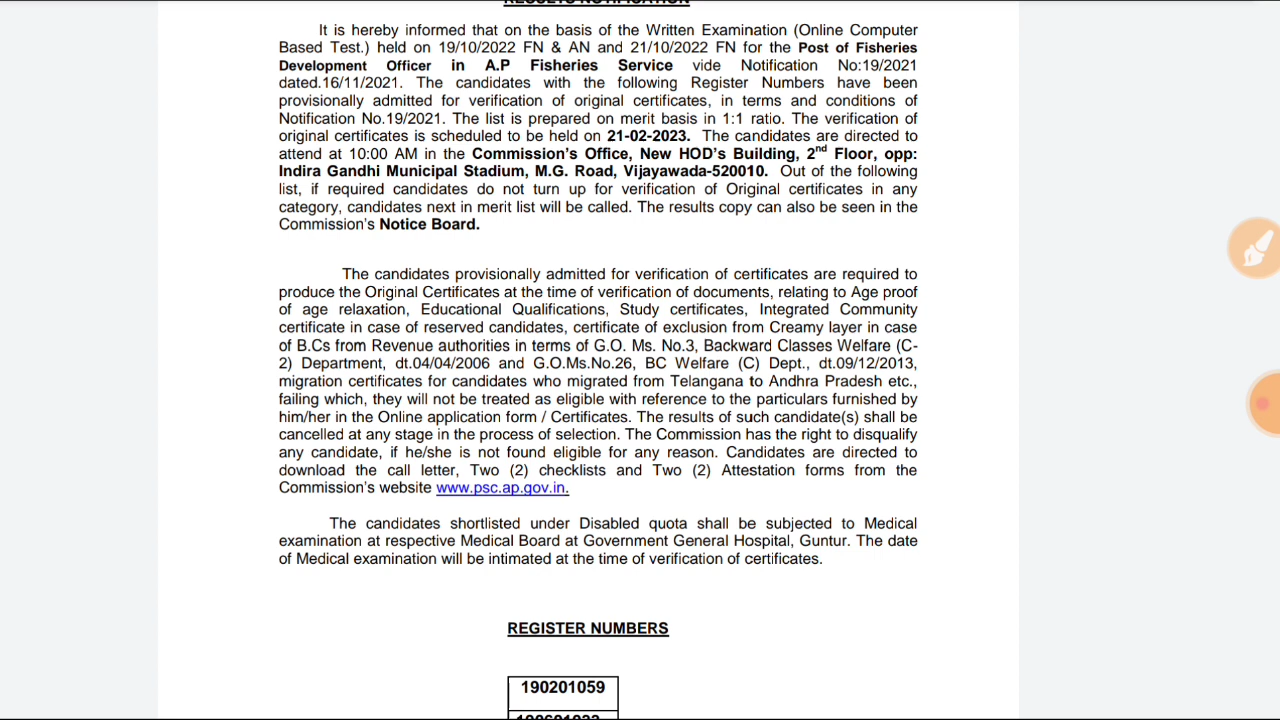 RESULTS NOTIFICATION
It is hereby informed that on the basis of the Written Examination (Online Computer
Based Test.) held on 19/10/2022 FN & AN and 21/10/2022 FN for the Post of Fisheries
Development Officer in A.P Fisheries Service vide Notification No:19/2021
dated.16/11/2021. The candidates with the following Register Numbers have been
provisionally admitted for verification of original certificates, in terms and conditions of
Notification No.19/2021. The list is prepared on merit basis in 1:1 ratio. The verification of
original certificates is scheduled to be held on 21-02-2023. The candidates are directed to
attend at 10:00 AM in the Commission's Office, New HOD's Building, 2nd Floor, opp:
Indira Gandhi Municipal Stadium, M.G. Road, Vijayawada-520010. Out of the following
list, if required candidates do not turn up for verification of Original certificates in any
category, candidates next in merit list will be called. The results copy can also be seen in the
Commission's Notice Board.
The candidates provisionally admitted for verification of certificates are required to
produce the Original Certificates at the time of verification of documents, relating to Age proof
of age relaxation, Educational Qualifications, Study certificates, Integrated Community
certificate in case of reserved candidates, certificate of exclusion from Creamy layer in case
of B.Cs from Revenue authorities in terms of G.O. Ms. No.3, Backward Classes Welfare (C-
2) Department, dt.04/04/2006 and G.O.Ms.No.26, BC Welfare (C) Dept., dt.09/12/2013,
migration certificates for candidates who migrated from Telangana to Andhra Pradesh etc.,
failing which, they will not be treated as eligible with reference to the particulars furnished by
him/her in the Online application form / Certificates. The results of such candidate(s) shall be
cancelled at any stage in the process of selection. The Commission has the right to disqualify
any candidate, if he/she is not found eligible for any reason. Candidates are directed to
download the call letter, Two (2) checklists and Two (2) Attestation forms from the
Commission's website www.psc.ap.gov.in.
The candidates shortlisted under Disabled quota shall be subjected to Medical
examination at respective Medical Board at Government General Hospital, Guntur. The date
of Medical examination will be intimated at the time of verification of certificates.
REGISTER NUMBERS
190201059